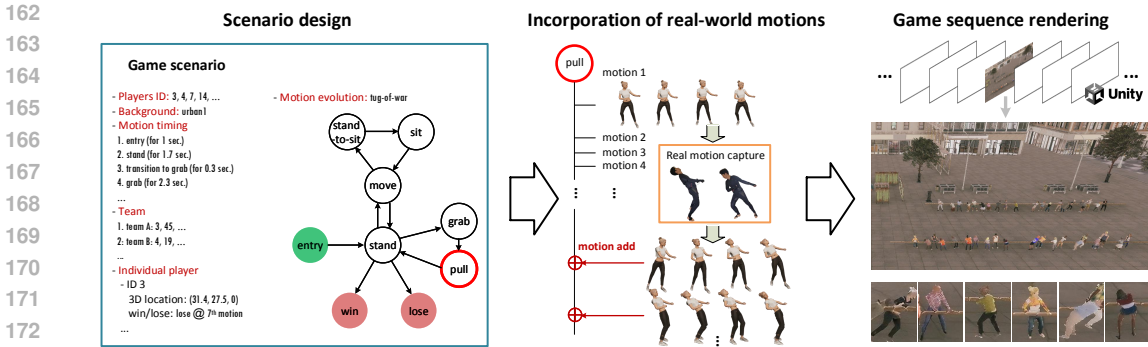 162
163
164
165
166
167
168
169
170
171
172
Scenario design
Game scenario
- Players ID: 3, 4, 7, 14, ...
- Background: urban1
- Motion timing
1. entry (for 1 sec.)
2. stand (for 1.7 sec.)
3. transition to grab (for 0.3 sec.)
4. grab (for 2.3 sec.)
...
- Team
1. team A: 3, 45, ...
2. team B: 4, 19, ...
...
- Individual player
- ID 3
3D location: (31.4, 27.5, 0)
win/lose: lose @ 7th motion
...
- Motion evolution: tug-of-war
stand
-to-sit
sit
move
grab
entry
stand
pull
win
lose
Incorporation of real-world motions
pull
motion 1
motion 2
motion 3
motion 4
...
...
Real motion capture
motion add
...
Game sequence rendering
...
...
Unity